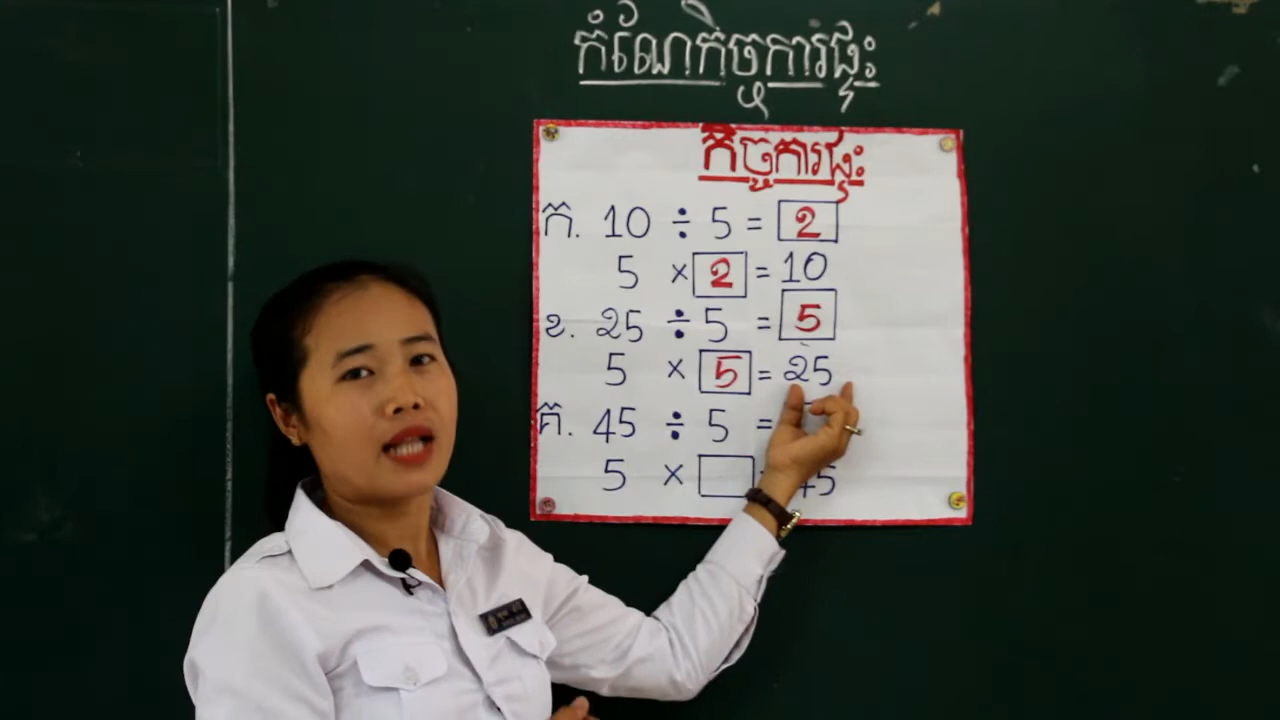 កំណែកិច្ចការផ្ទះ
កិច្ចការផ្ទះ
ក. 10 ÷ 5 = 2
5 × 2 = 10
ខ. 25 ÷ 5 = 5
5 × 5 = 25
គ. 45 ÷ 5 =
5 × = 45